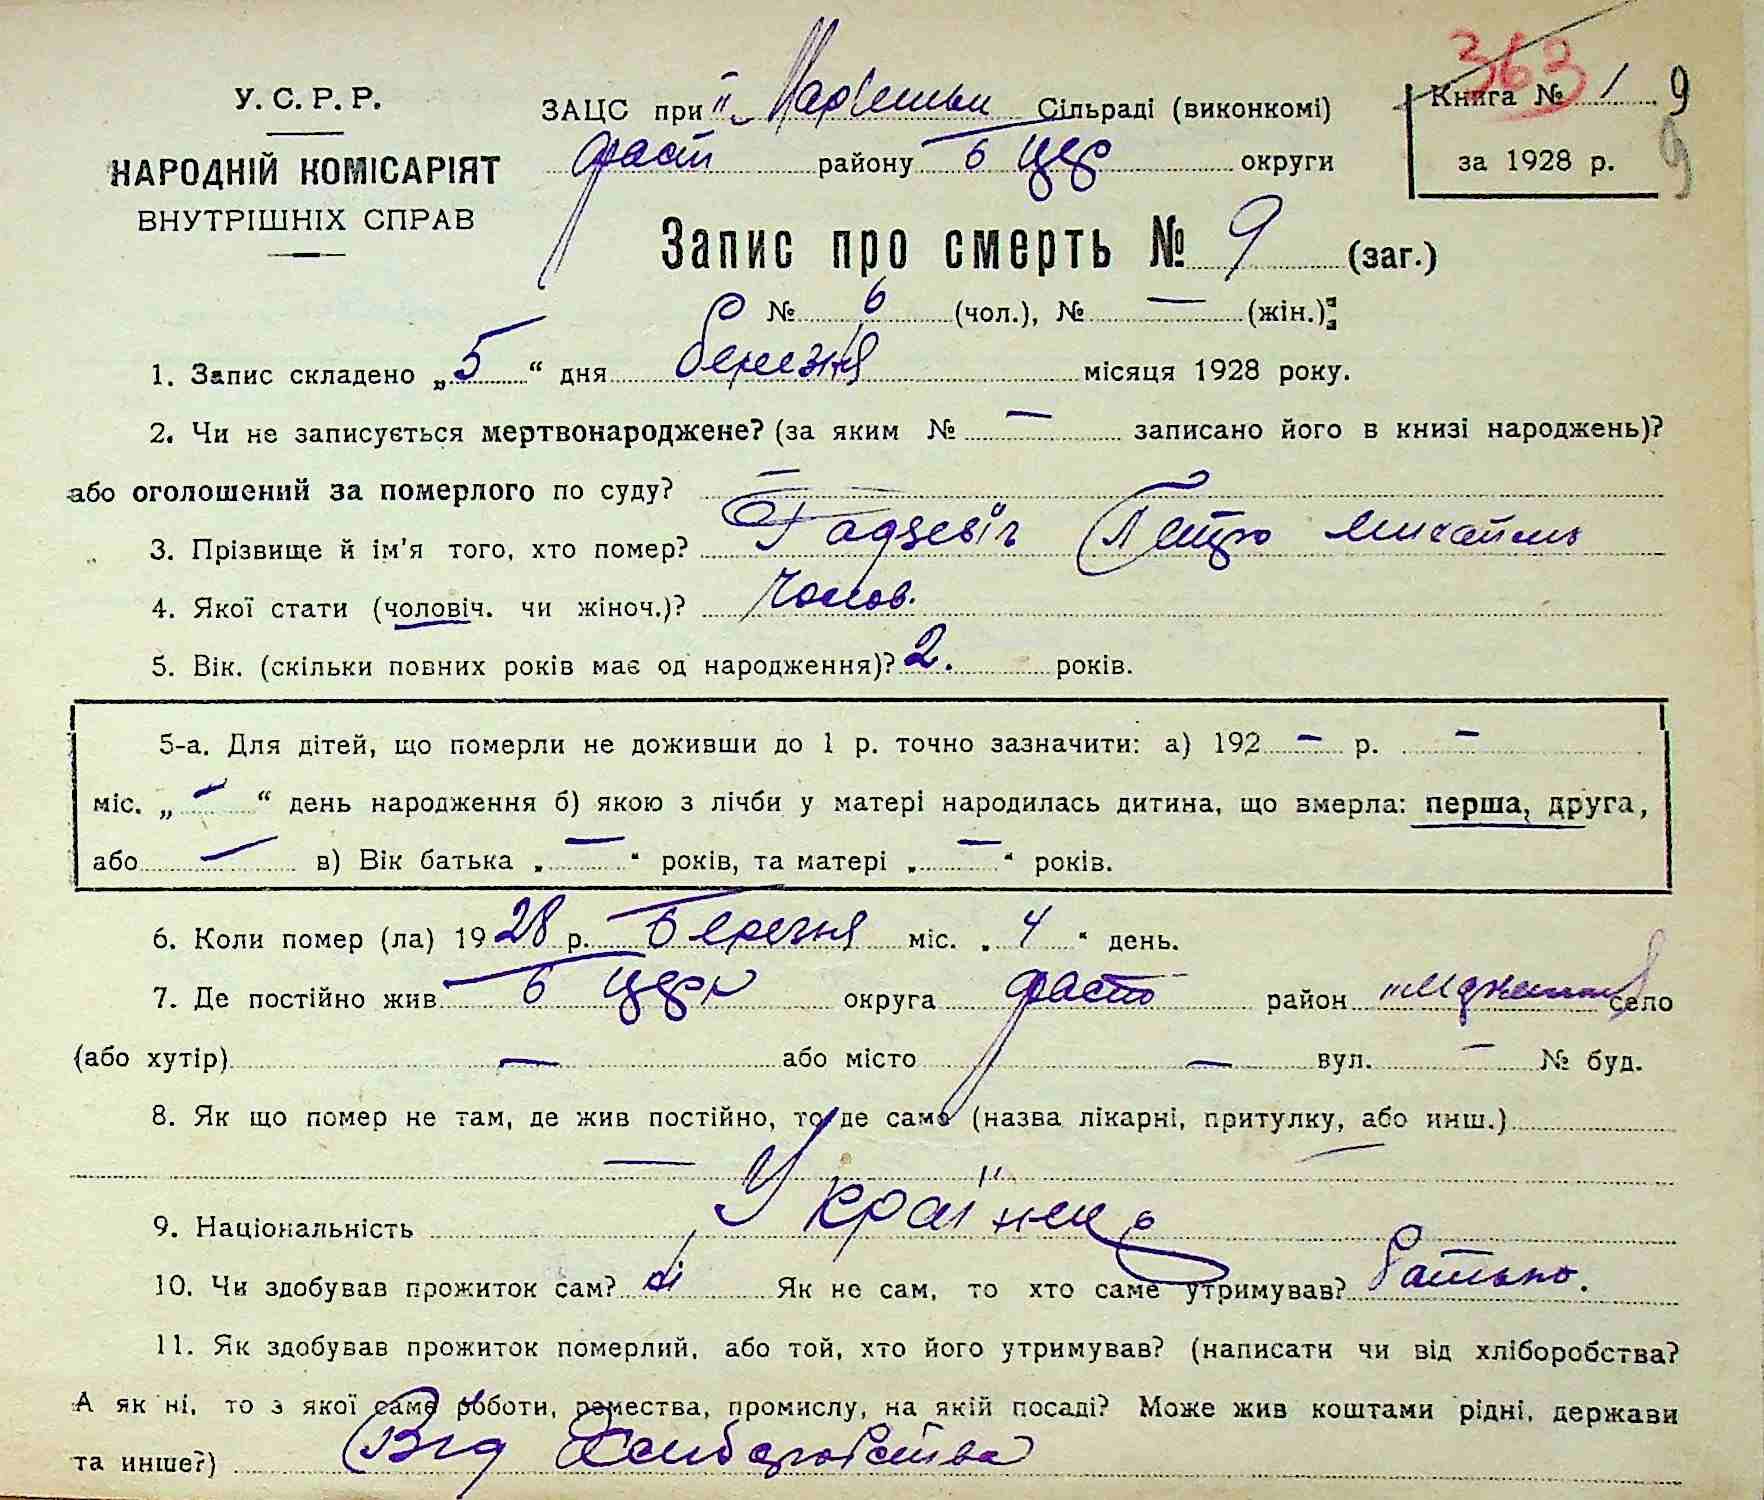 363
У. С. Р. Р.
НАРОДНІЙ КОМІСАРІЯТ
ВНУТРІШНІХ СПРАВ
ЗАЦС при Сільраді (виконкомі)
Фаст району Б Цер округи
Книга № 1 9
за 1928 р. 9
Запис про смерть № 9 (заг.)
№ 6 (чол.), № — (жін.):
1. Запис складено „5“ дня березня місяця 1928 року.
2. Чи не записується мертвонароджене? (за яким № — записано його в книзі народжень)?
або оголошений за померлого по суду? —
3. Прізвище й ім'я того, хто помер? Петро
4. Якої стати (чоловіч. чи жіноч.)? Чолов.
5. Вік. (скільки повних років має од народження)? 2. років.
5-а. Для дітей, що померли не доживши до 1 р. точно зазначити: а) 192 — р. —
міс. „ — “ день народження б) якою з лічби у матері народилась дитина, що вмерла: перша, друга,
або — в) Вік батька „ — “ років, та матері „ — “ років.
6. Коли помер (ла) 1928 р. Березня міс. „ 4 “ день.
7. Де постійно жив Б Церк округа Фасто район село
(або хутір) — або місто — вул. — № буд.
8. Як що помер не там, де жив постійно, то де саме (назва лікарні, притулку, або инш.)
— —
9. Національність Українець
10. Чи здобував прожиток сам? ні Як не сам, то хто саме утримував? батько.
11. Як здобував прожиток померлий, або той, хто його утримував? (написати чи від хліборобства?
А як ні, то з якої саме роботи, ремества, промислу, на якій посаді? Може жив коштами рідні, держави
та инше?) Від Хліборобства